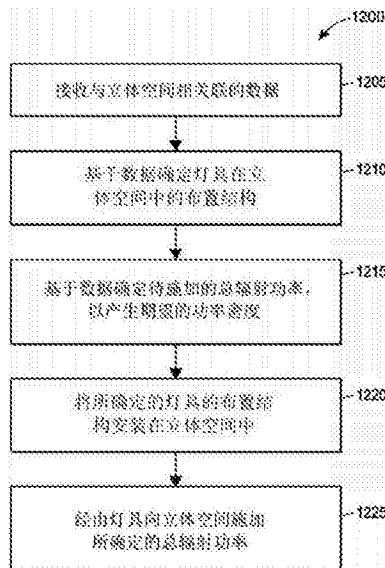 1200
接收与立体空间相关联的数据
1205
基于数据确定灯具在立
体空间中的布置结构
1210
基于数据确定待施加的总辐射功率,
以产生期望的功率密度
1215
将所确定的灯具的布置结
构安装在立体空间中
1220
经由灯具向立体空间施加
所确定的总辐射功率
1225